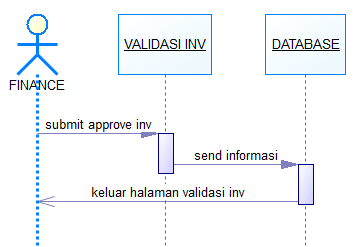 VALIDASI INV
DATABASE
FINANCE
submit approve inv
send informasi
keluar halaman validasi inv